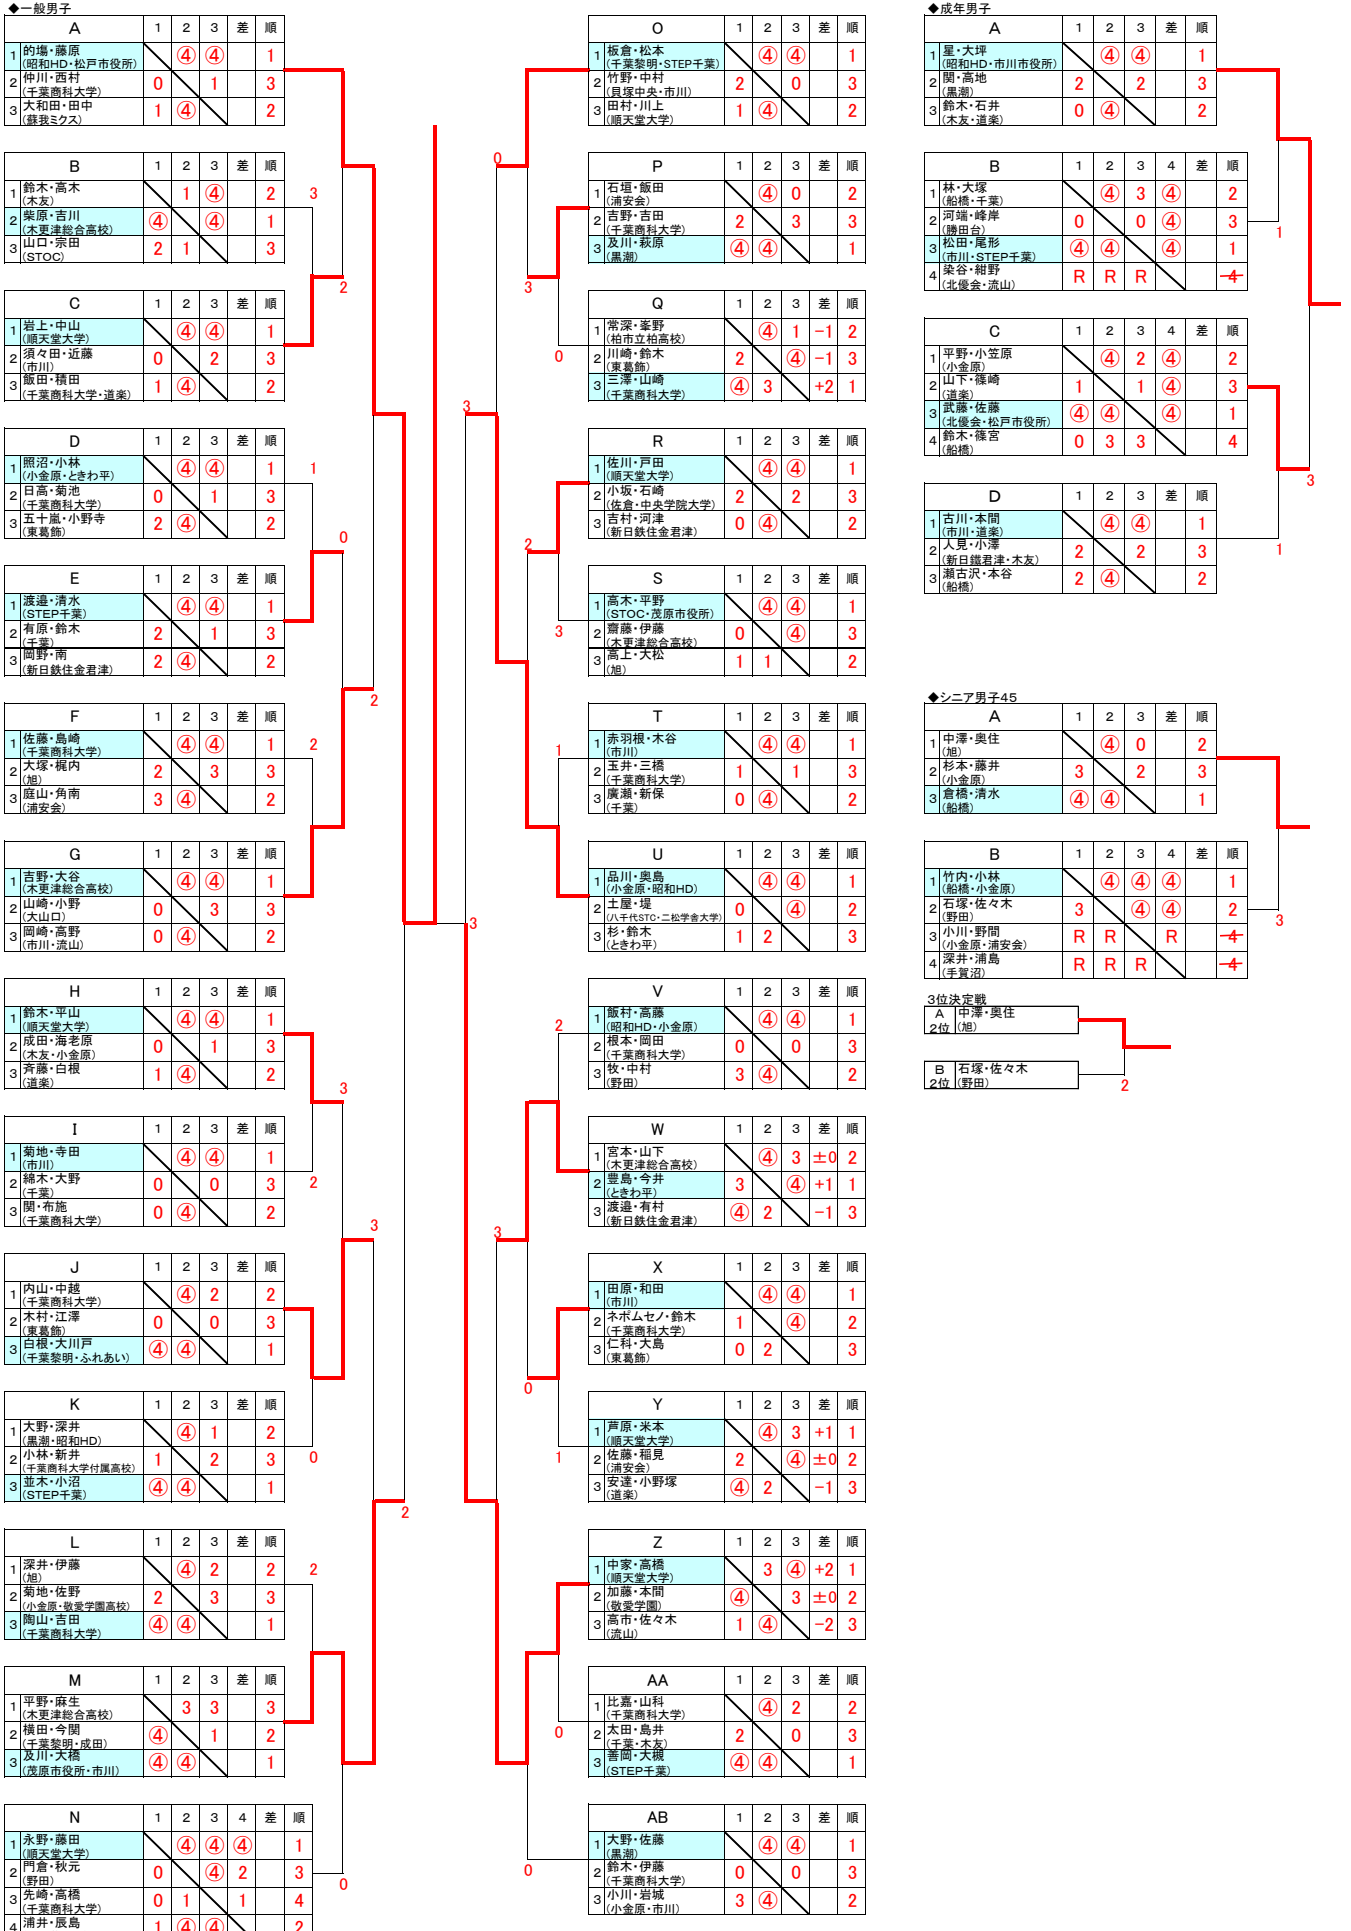 ◆一般男子
A 1 2 3 差 順
1 的場・藤原 ④ ④ 1
(昭和HD・松戸市役所)
2 仲川・西村 0 1 3
(千葉商科大学)
3 大和田・田中 1 ④ 2
(蘇我ミクス)
B 1 2 3 差 順
1 鈴木・高木 1 ④ 2
(木友)
2 柴原・吉川 ④ ④ 1
(木更津総合高校)
3 山口・宗田 2 1 3
(STOC)
C 1 2 3 差 順
1 岩上・中山 ④ ④ 1
(順天堂大学)
2 須々田・近藤 0 2 3
(市川)
3 飯田・積田 1 ④ 2
(千葉商科大学・道楽)
D 1 2 3 差 順
1 照沼・小林 ④ ④ 1
(小金原・ときわ平)
2 日高・菊池 0 1 3
(千葉商科大学)
3 五十嵐・小野寺 2 ④ 2
(東葛飾)
E 1 2 3 差 順
1 渡邉・清水 ④ ④ 1
(STEP千葉)
2 有原・鈴木 2 1 3
(千葉)
3 岡野・南 2 ④ 2
(新日鉄住金君津)
F 1 2 3 差 順
1 佐藤・島崎 ④ ④ 1
(千葉商科大学)
2 大塚・梶内 2 3 3
(旭)
3 庭山・角南 3 ④ 2
(浦安会)
G 1 2 3 差 順
1 吉野・大谷 ④ ④ 1
(木更津総合高校)
2 山崎・小野 0 3 3
(大山口)
3 岡崎・高野 0 ④ 2
(市川・流山)
H 1 2 3 差 順
1 鈴木・平山 ④ ④ 1
(順天堂大学)
2 成田・海老原 0 1 3
(木友・小金原)
3 斉藤・白根 1 ④ 2
(道楽)
I 1 2 3 差 順
1 菊地・寺田 ④ ④ 1
(市川)
2 綿木・大野 0 0 3
(千葉)
3 関・布施 0 ④ 2
(千葉商科大学)
J 1 2 3 差 順
1 内山・中越 ④ 2 2
(千葉商科大学)
2 木村・江澤 0 0 3
(東葛飾)
3 白根・大川戸 ④ ④ 1
(千葉黎明・ふれあい)
K 1 2 3 差 順
1 大野・深井 ④ 1 2
(黒潮・昭和HD)
2 小林・新井 1 2 3
(千葉商科大学付属高校)
3 並木・小沼 ④ ④ 1
(STEP千葉)
L 1 2 3 差 順
1 深井・伊藤 ④ 2 2
(旭)
2 菊地・佐野 2 3 3
(小金原・敬愛学園高校)
3 陶山・吉田 ④ ④ 1
(千葉商科大学)
M 1 2 3 差 順
1 平野・麻生 3 3 3
(木更津総合高校)
2 横田・今関 ④ 1 2
(千葉黎明・成田)
3 及川・大橋 ④ ④ 1
(茂原市役所・市川)
N 1 2 3 4 差 順
1 永野・藤田 ④ ④ ④ 1
(順天堂大学)
2 門倉・秋元 0 ④ 2 3
(野田)
3 先崎・高橋 0 1 1 4
(千葉商科大学)
4 浦井・辰島 1 ④ ④ 2
3
2
1
0
2
2
3
2
3
0
2
2
0
3
O 1 2 3 差 順
1 板倉・松本 ④ ④ 1
(千葉黎明・STEP千葉)
2 竹野・中村 2 0 3
(貝塚中央・市川)
3 田村・川上 1 ④ 2
(順天堂大学)
P 1 2 3 差 順
1 石垣・飯田 ④ 0 2
(浦安会)
2 吉野・吉田 2 3 3
(千葉商科大学)
3 及川・萩原 ④ ④ 1
(黒潮)
Q 1 2 3 差 順
1 常深・峯野 ④ 1 −1 2
(柏市立柏高校)
2 川崎・鈴木 2 ④ −1 3
(東葛飾)
3 三澤・山崎 ④ 3 +2 1
(千葉商科大学)
R 1 2 3 差 順
1 佐川・戸田 ④ ④ 1
(順天堂大学)
2 小坂・石崎 2 2 3
(佐倉・中央学院大学)
3 吉村・河津 0 ④ 2
(新日鉄住金君津)
S 1 2 3 差 順
1 高木・平野 ④ ④ 1
(STOC・茂原市役所)
2 齋藤・伊藤 0 ④ 3
(木更津総合高校)
3 高上・大松 1 1 2
(旭)
T 1 2 3 差 順
1 赤羽根・木谷 ④ ④ 1
(市川)
2 玉井・三橋 1 1 3
(千葉商科大学)
3 廣瀬・新保 0 ④ 2
(千葉)
U 1 2 3 差 順
1 品川・奥島 ④ ④ 1
(小金原・昭和HD)
2 土屋・堤 0 ④ 2
(八千代STC・二松学舎大学)
3 杉・鈴木 1 2 3
(ときわ平)
V 1 2 3 差 順
1 飯村・高藤 ④ ④ 1
(昭和HD・小金原)
2 根本・岡田 0 0 3
(千葉商科大学)
3 牧・中村 3 ④ 2
(野田)
W 1 2 3 差 順
1 宮本・山下 ④ 3 ±0 2
(木更津総合高校)
2 豊島・今井 3 ④ +1 1
(ときわ平)
3 渡邉・有村 ④ 2 −1 3
(新日鉄住金君津)
X 1 2 3 差 順
1 田原・和田 ④ ④ 1
(市川)
2 ネポムセノ・鈴木 1 ④ 2
(千葉商科大学)
3 仁科・大島 0 2 3
(東葛飾)
Y 1 2 3 差 順
1 芦原・米本 ④ 3 +1 1
(順天堂大学)
2 佐藤・稲見 2 ④ ±0 2
(浦安会)
3 安達・小野塚 ④ 2 −1 3
(道楽)
Z 1 2 3 差 順
1 中家・高橋 3 ④ +2 1
(順天堂大学)
2 加藤・本間 ④ 3 ±0 2
(敬愛学園)
3 高市・佐々木 1 ④ −2 3
(流山)
AA 1 2 3 差 順
1 比嘉・山科 ④ 2 2
(千葉商科大学)
2 太田・島井 2 0 3
(千葉・木友)
3 善岡・大槻 ④ ④ 1
(STEP千葉)
AB 1 2 3 差 順
1 大野・佐藤 ④ ④ 1
(黒潮)
2 鈴木・伊藤 0 0 3
(千葉商科大学)
3 小川・岩城 3 ④ 2
(小金原・市川)
0
3
0
3
2
3
1
2
3
0
1
0
0
◆成年男子
A 1 2 3 差 順
1 星・大坪 ④ ④ 1
(昭和HD・市川市役所)
2 関・高地 2 2 3
(黒潮)
3 鈴木・石井 0 ④ 2
(木友・道楽)
B 1 2 3 4 差 順
1 林・大塚 ④ 3 ④ 2
(船橋・千葉)
2 河端・峰岸 0 0 ④ 3
(勝田台)
3 松田・尾形 ④ ④ ④ 1
(市川・STEP千葉)
4 染谷・紺野 R R R 4
(北優会・流山)
C 1 2 3 4 差 順
1 平野・小笠原 ④ 2 ④ 2
(小金原)
2 山下・篠崎 1 1 ④ 3
(道楽)
3 武藤・佐藤 ④ ④ ④ 1
(北優会・松戸市役所)
4 鈴木・篠宮 0 3 3 4
(船橋)
D 1 2 3 差 順
1 古川・本間 ④ ④ 1
(市川・道楽)
2 人見・小澤 2 2 3
(新日鐵君津・木友)
3 瀬古沢・本谷 2 ④ 2
(船橋)
1
3
1
◆シニア男子45
A 1 2 3 差 順
1 中澤・奥住 ④ 0 2
(旭)
2 杉本・藤井 3 2 3
(小金原)
3 倉橋・清水 ④ ④ 1
(船橋)
B 1 2 3 4 差 順
1 竹内・小林 ④ ④ ④ 1
(船橋・小金原)
2 石塚・佐々木 3 ④ ④ 2
(野田)
3 小川・野間 R R R 4
(小金原・浦安会)
4 深井・浦島 R R R 4
(手賀沼)
3
3位決定戦
A 中澤・奥住
2位 (旭)
B 石塚・佐々木
2位 (野田)
2